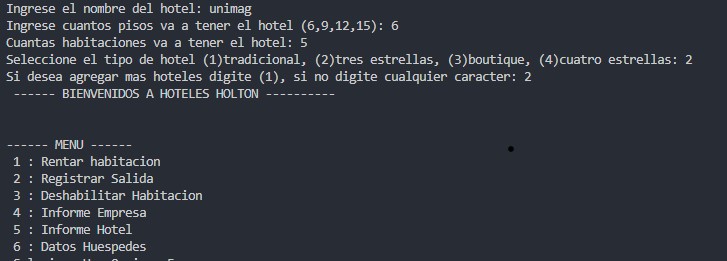 Ingrese el nombre del hotel: unimag
Ingrese cuantos pisos va a tener el hotel (6,9,12,15): 6
Cuantas habitaciones va a tener el hotel: 5
Seleccione el tipo de hotel (1)tradicional, (2)tres estrellas, (3)boutique, (4)cuatro estrellas: 2
Si desea agregar mas hoteles digite (1), si no digite cualquier caracter: 2
------ BIENVENIDOS A HOTELES HOLTON ----------
------ MENU ------
1 : Rentar habitacion
2 : Registrar Salida
3 : Deshabilitar Habitacion
4 : Informe Empresa
5 : Informe Hotel
6 : Datos Huespedes